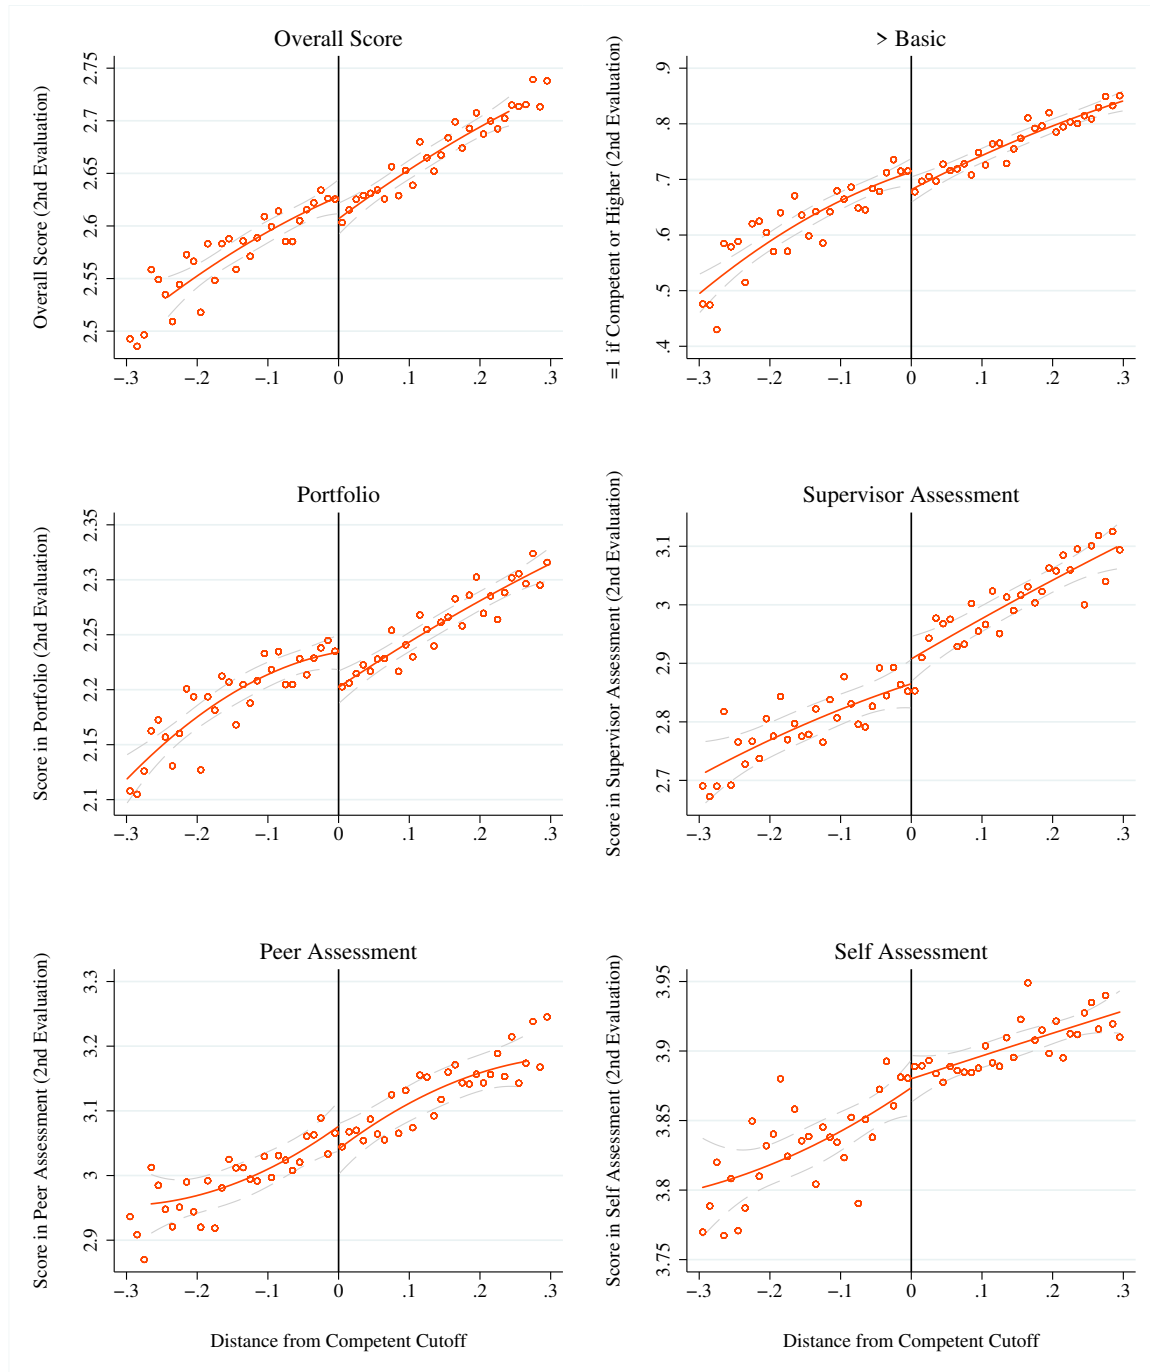 Overall Score
Overall Score (2nd Evaluation)
2.75
2.7
2.65
2.6
2.55
2.5
−.3 −.2 −.1 0 .1 .2 .3
> Basic
=1 if Competent or Higher (2nd Evaluation)
.9
.8
.7
.6
.5
.4
−.3 −.2 −.1 0 .1 .2 .3
Portfolio
Score in Portfolio (2nd Evaluation)
2.35
2.3
2.25
2.2
2.15
2.1
−.3 −.2 −.1 0 .1 .2 .3
Supervisor Assessment
Score in Supervisor Assessment (2nd Evaluation)
3.1
3
2.9
2.8
2.7
−.3 −.2 −.1 0 .1 .2 .3
Peer Assessment
Score in Peer Assessment (2nd Evaluation)
3.3
3.2
3.1
3
2.9
−.3 −.2 −.1 0 .1 .2 .3
Distance from Competent Cutoff
Self Assessment
Score in Self Assessment (2nd Evaluation)
3.95
3.9
3.85
3.8
3.75
−.3 −.2 −.1 0 .1 .2 .3
Distance from Competent Cutoff